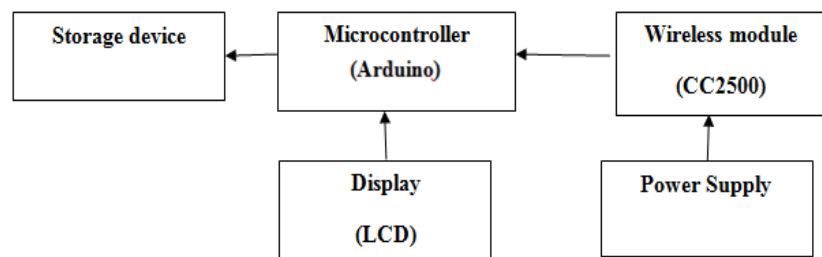 Storage device
Microcontroller
(Arduino)
Wireless module
(CC2500)
Display
(LCD)
Power Supply